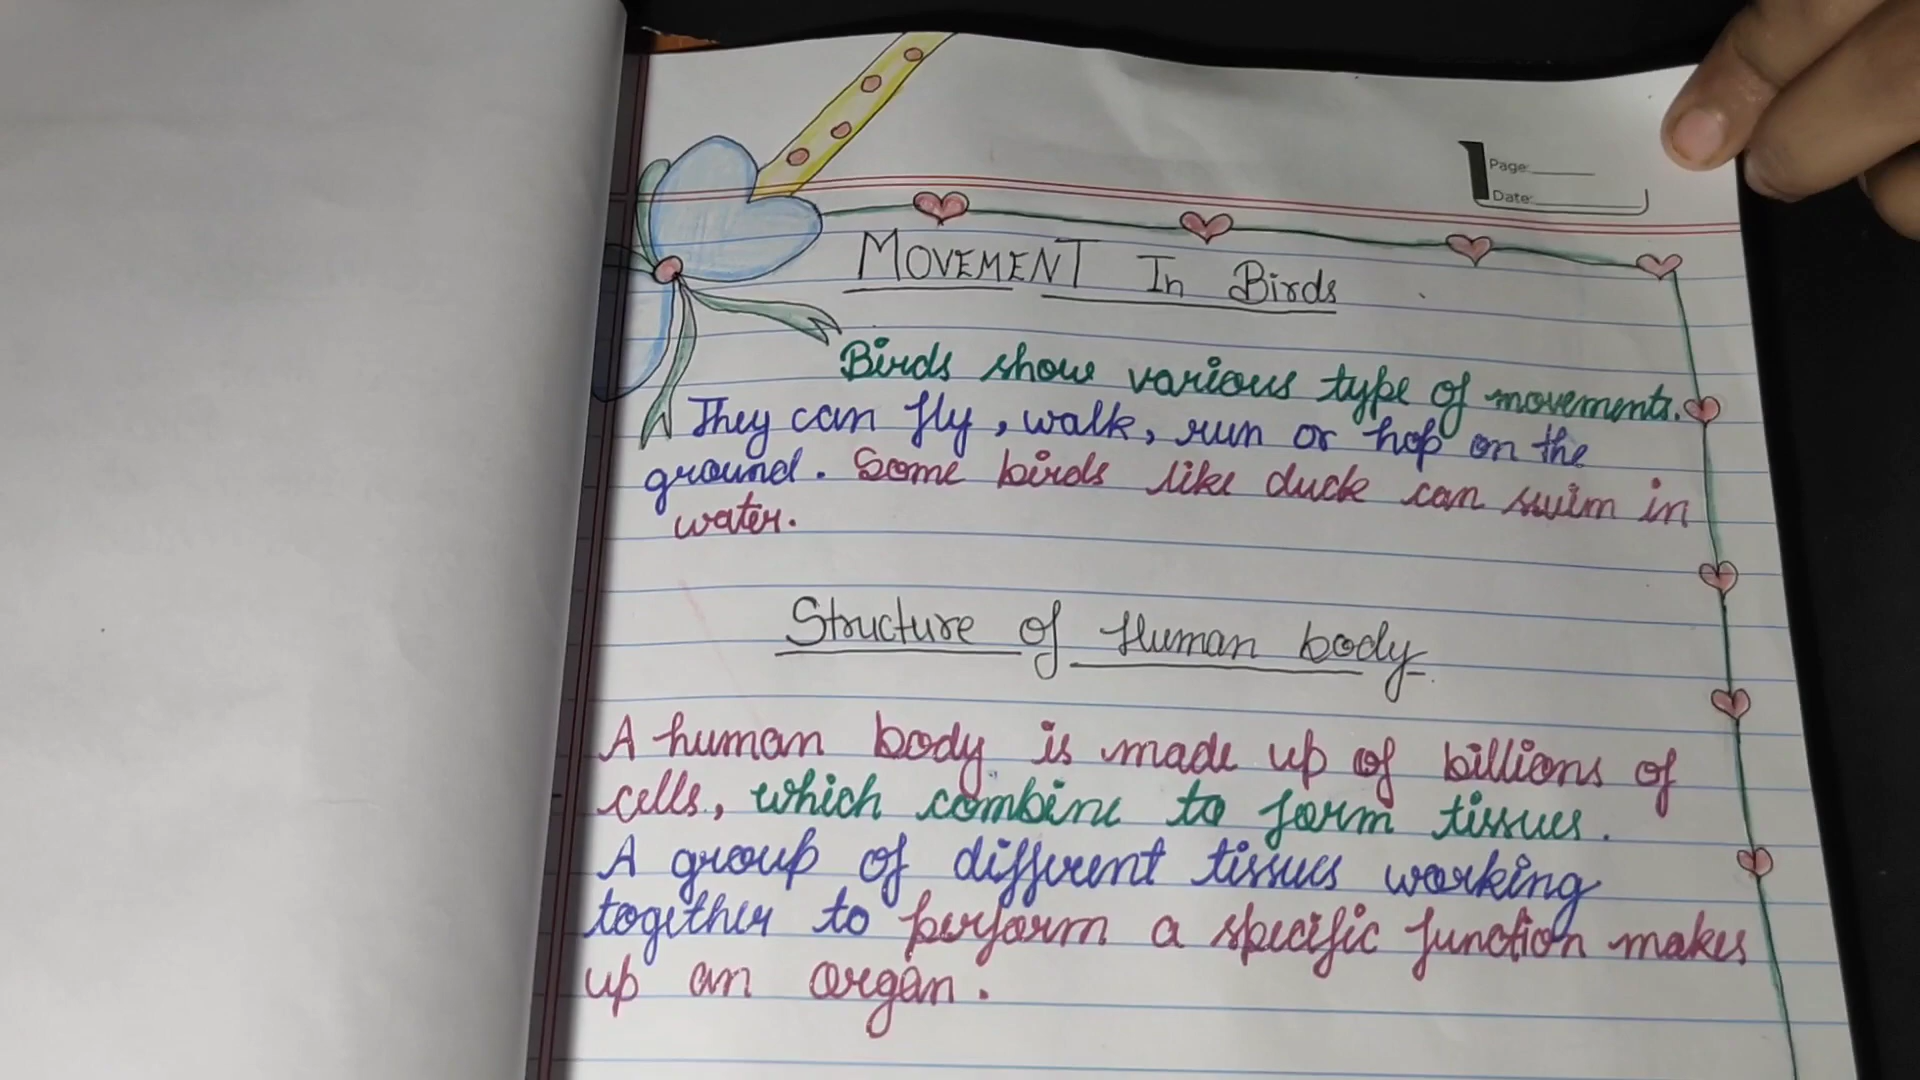 Page:
Date:
MOVEMENT In Birds
Birds show various type of movements.
They can fly, walk, run or hop on the
ground. Some birds like duck can swim in
water.
Structure of Human body
A human body is made up of billions of
cells, which combine to form tissues.
A group of different tissues working
together to perform a specific function makes
up an organ.